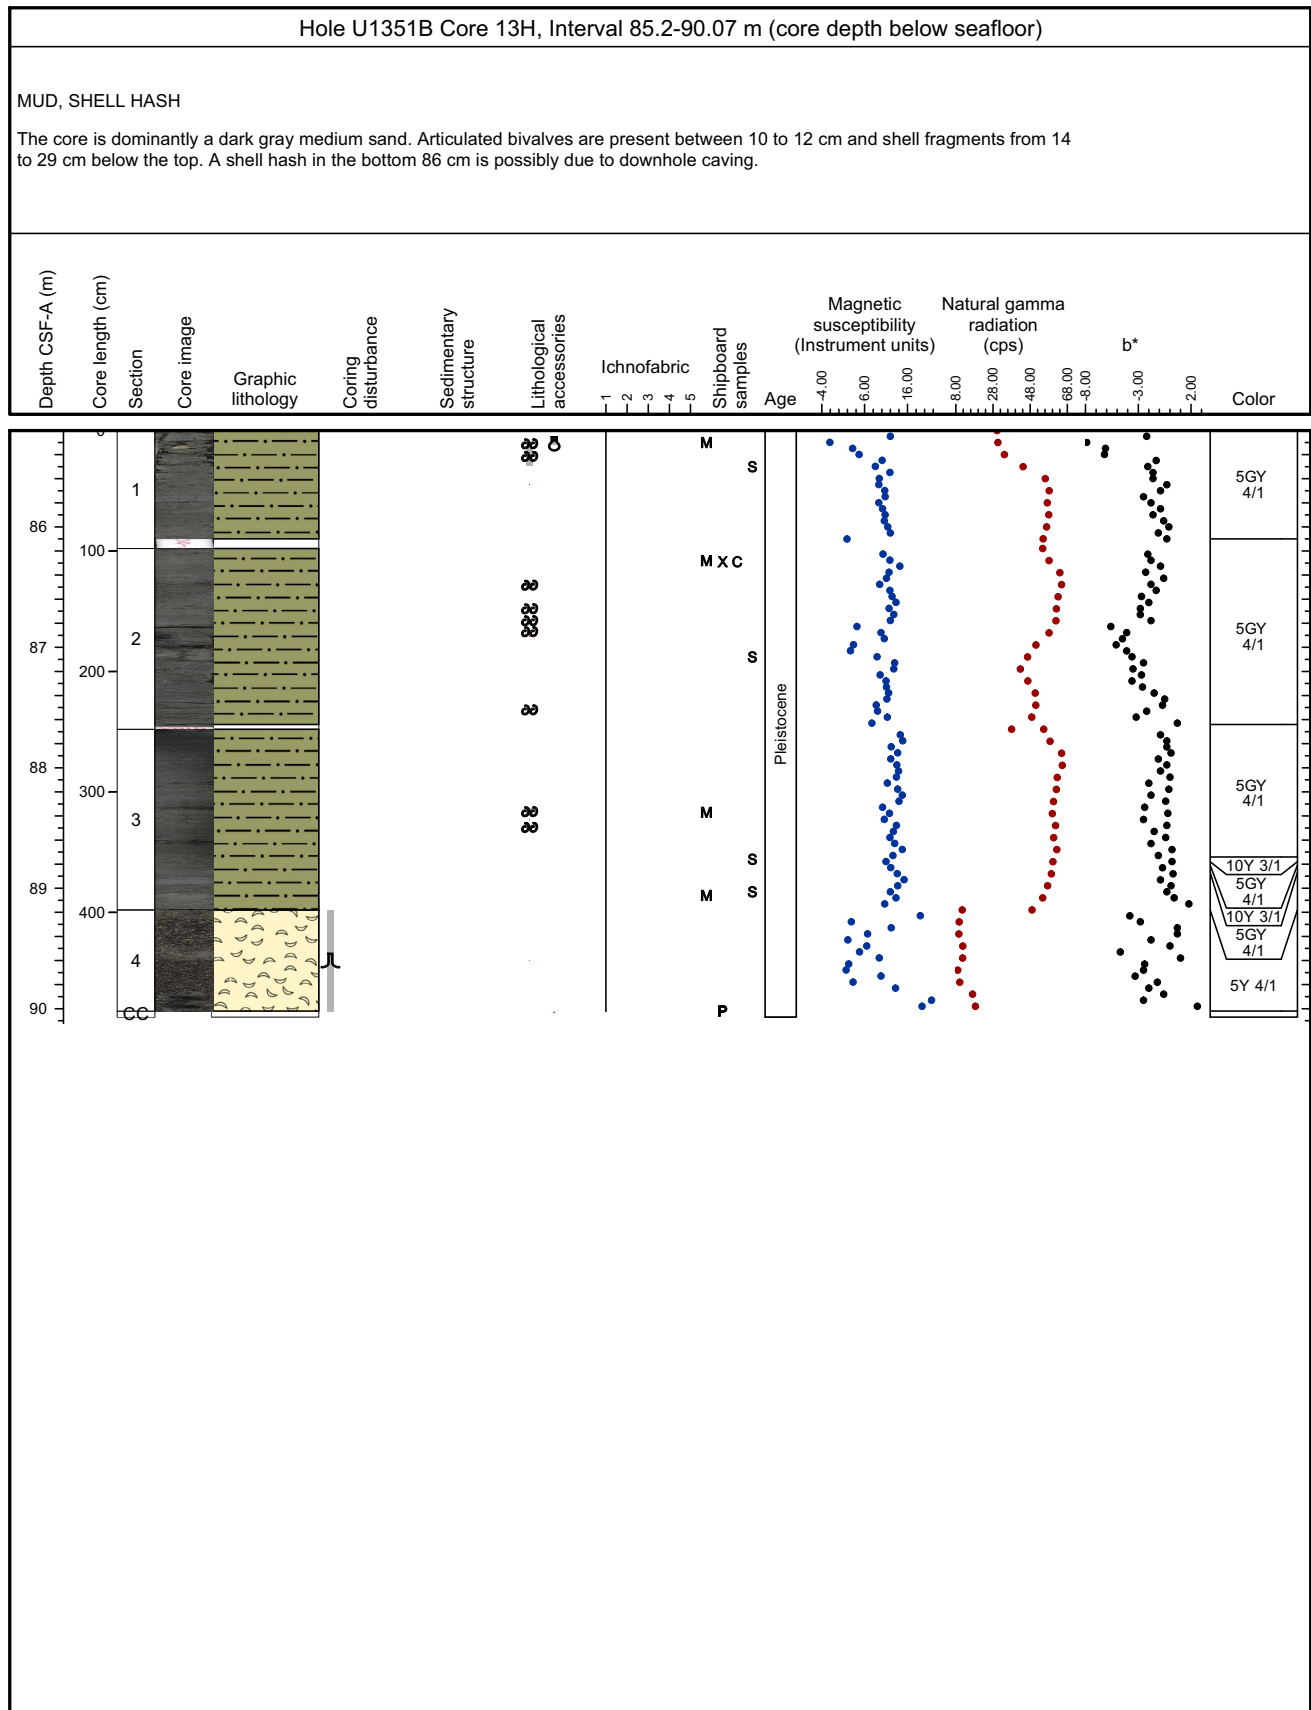 Hole U1351B Core 13H, Interval 85.2-90.07 m (core depth below seafloor)
MUD, SHELL HASH
The core is dominantly a dark gray medium sand. Articulated bivalves are present between 10 to 12 cm and shell fragments from 14
to 29 cm below the top. A shell hash in the bottom 86 cm is possibly due to downhole caving.
Depth CSF-A (m)
Core length (cm)
Section
Core image
Graphic
lithology
Coring
disturbance
Sedimentary
structure
Lithological
accessories
Ichnofabric
1 2 3 4 5
Shipboard
samples
Age
Magnetic
susceptibility
(Instrument units)
-4.00 6.00 16.00
Natural gamma
radiation
(cps)
8.00 28.00 48.00 68.00
b*
-8.00 -3.00 2.00
Color
86
87
88
89
90
0
100
200
300
400
1
2
3
4
CC
M
S
M X C
S
M
S
S
M
P
Pleistocene
5GY
4/1
5GY
4/1
5GY
4/1
10Y 3/1
5GY
4/1
10Y 3/1
5GY
4/1
5Y 4/1